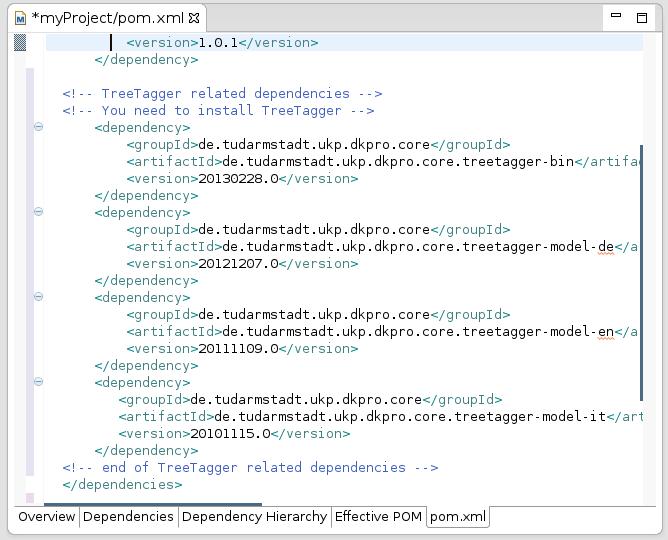 *myProject/pom.xml
<version>1.0.1</version>
</dependency>
<!-- TreeTagger related dependencies -->
<!-- You need to install TreeTagger -->
<dependency>
<groupId>de.tudarmstadt.ukp.dkpro.core</groupId>
<artifactId>de.tudarmstadt.ukp.dkpro.core.treetagger-bin</artifac
<version>20130228.0</version>
</dependency>
<dependency>
<groupId>de.tudarmstadt.ukp.dkpro.core</groupId>
<artifactId>de.tudarmstadt.ukp.dkpro.core.treetagger-model-de</a
<version>20121207.0</version>
</dependency>
<dependency>
<groupId>de.tudarmstadt.ukp.dkpro.core</groupId>
<artifactId>de.tudarmstadt.ukp.dkpro.core.treetagger-model-en</a
<version>20111109.0</version>
</dependency>
<dependency>
<groupId>de.tudarmstadt.ukp.dkpro.core</groupId>
<artifactId>de.tudarmstadt.ukp.dkpro.core.treetagger-model-it</art
<version>20101115.0</version>
</dependency>
<!-- end of TreeTagger related dependencies -->
</dependencies>
Overview Dependencies Dependency Hierarchy Effective POM pom.xml